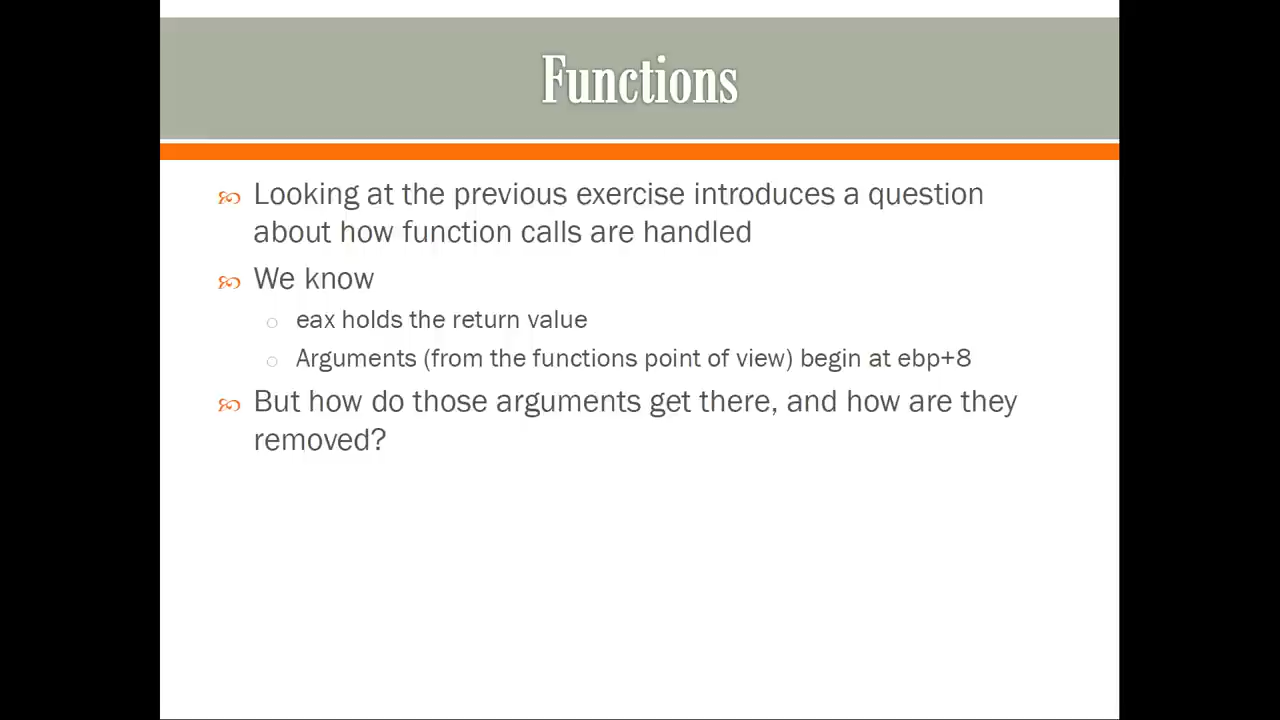 Functions
Looking at the previous exercise introduces a question
about how function calls are handled
We know
eax holds the return value
Arguments (from the functions point of view) begin at ebp+8
But how do those arguments get there, and how are they
removed?